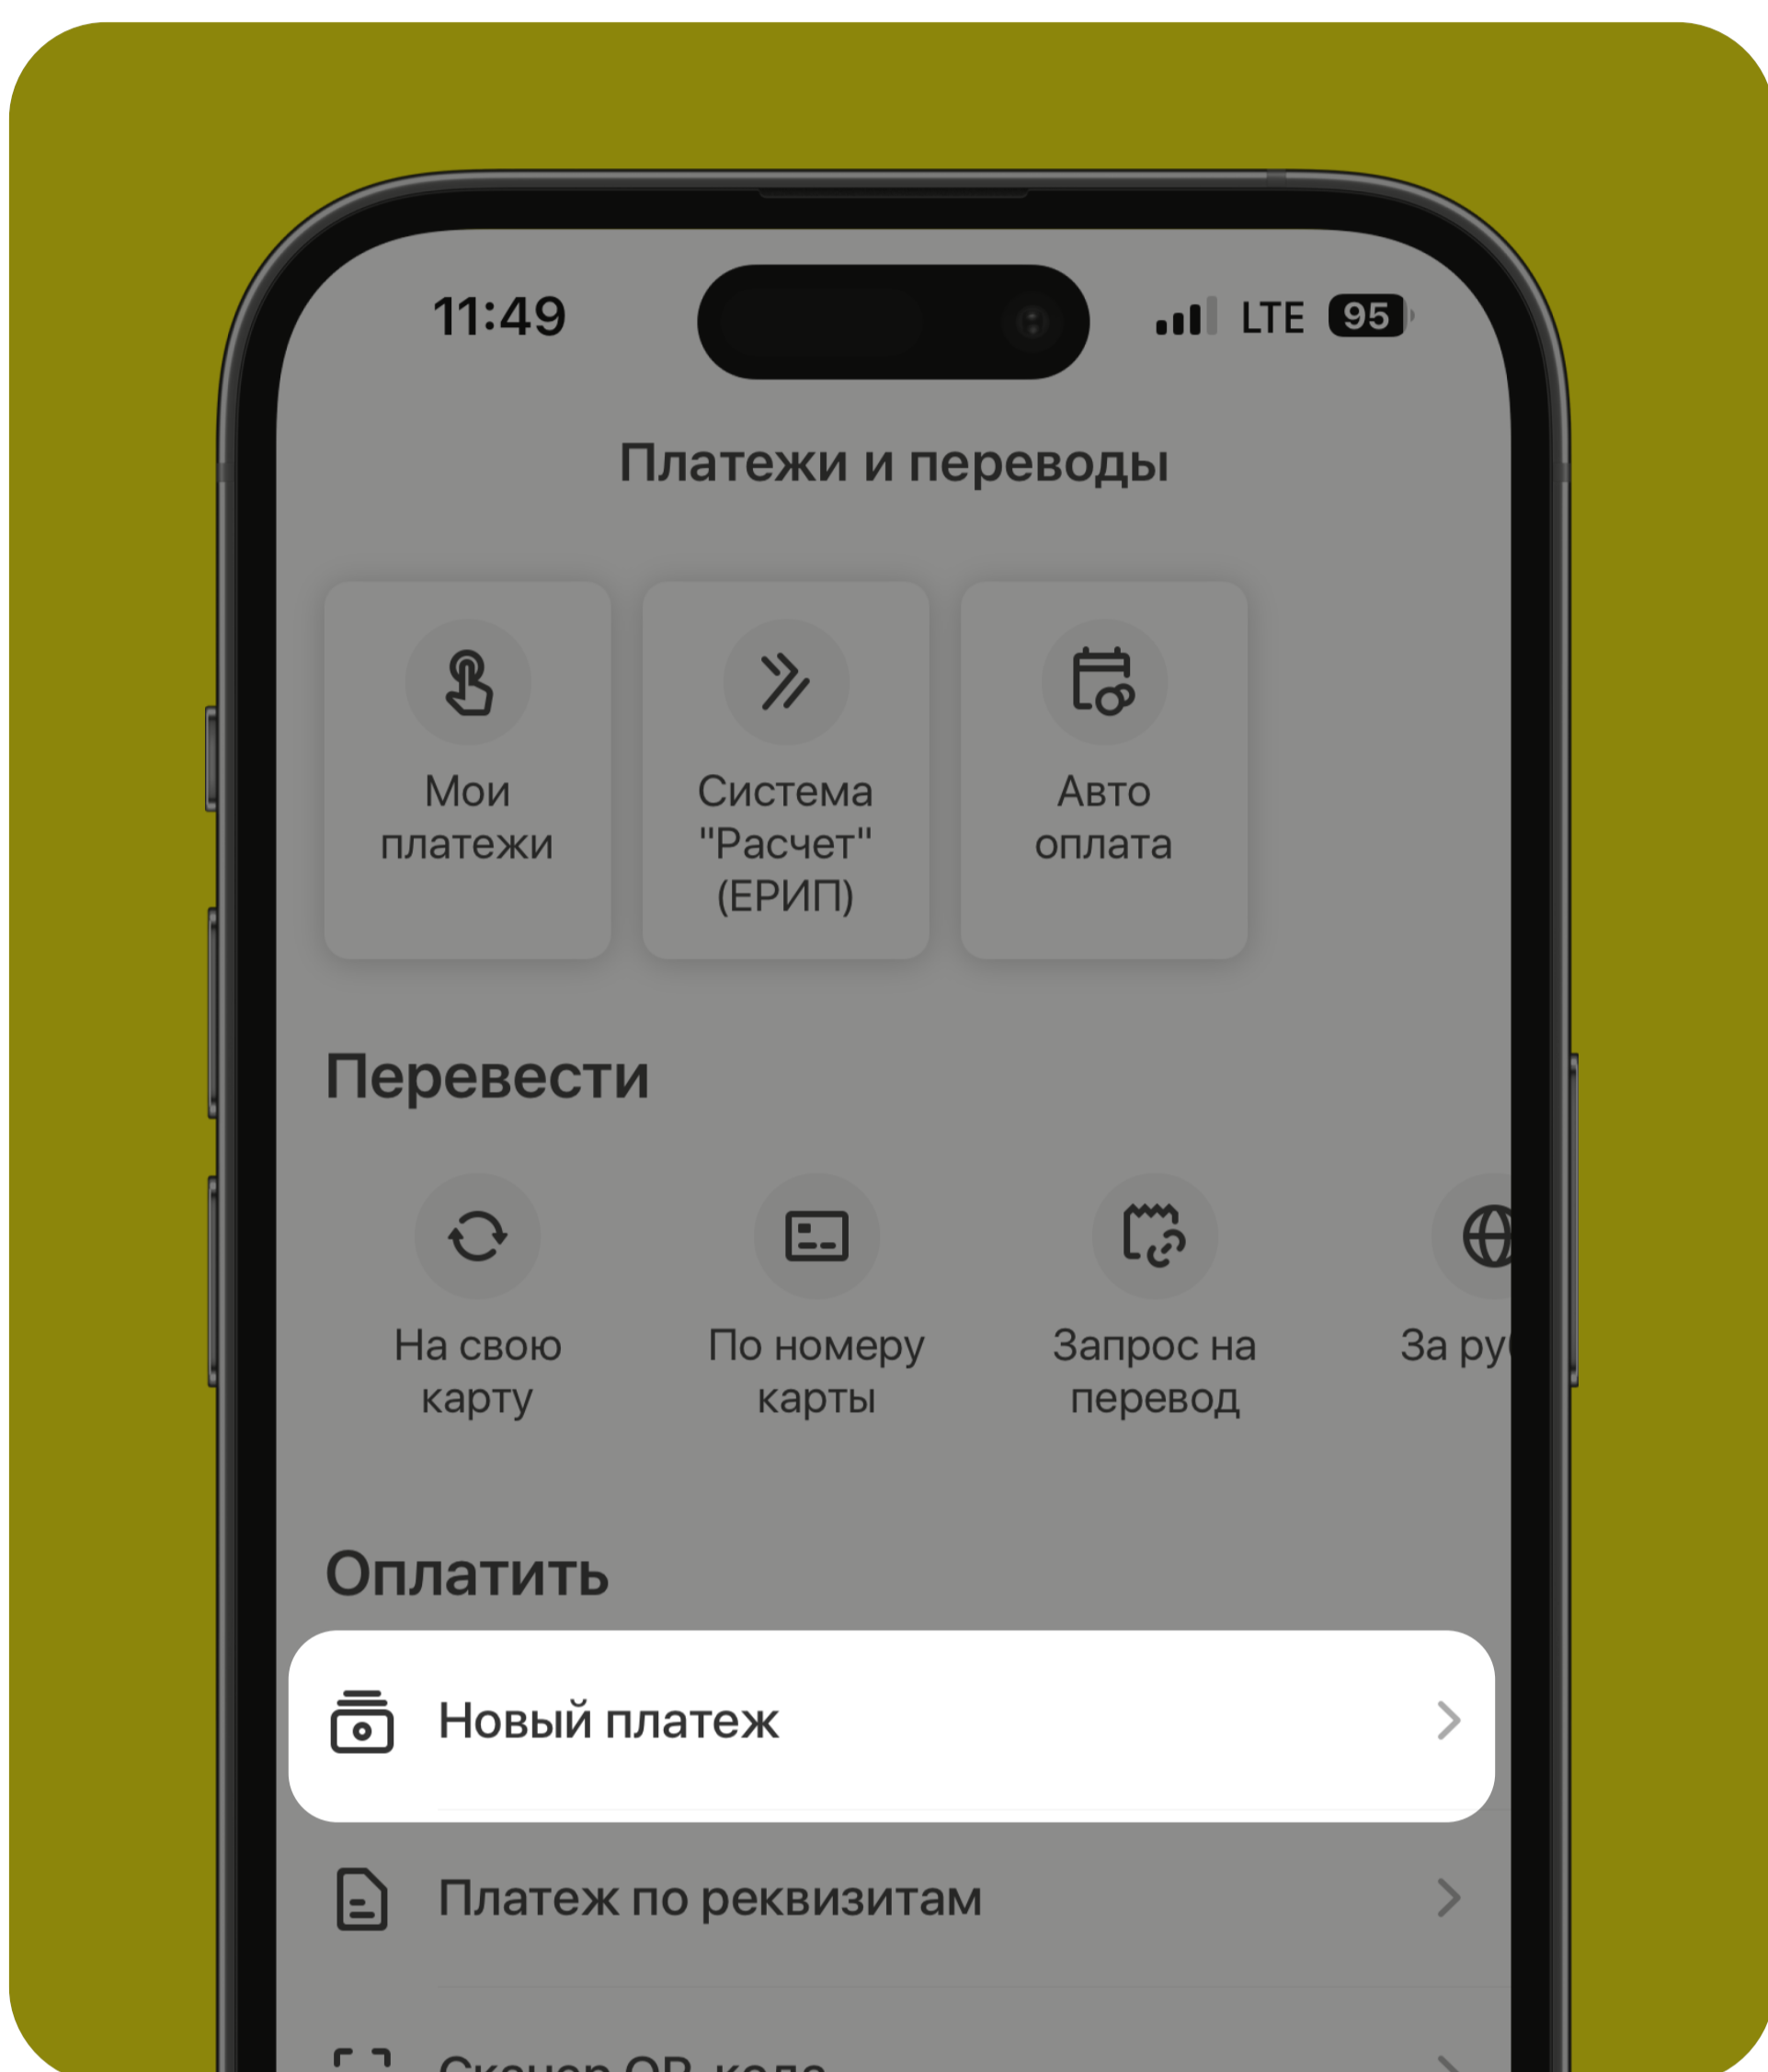 11:49
LTE 95
Платежи и переводы
Мои
платежи
Система
"Расчет"
(ЕРИП)
Авто
оплата
Перевести
На свою
карту
По номеру
карты
Запрос на
перевод
За
Оплатить
Новый платеж
Платеж по реквизитам